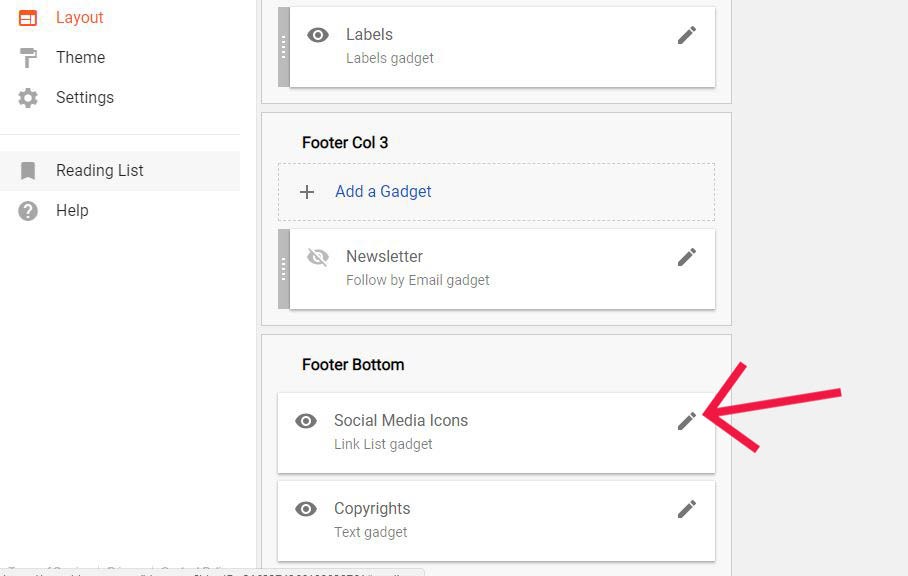 Layout
Theme
Settings
Reading List
Help
Labels
Labels gadget
Footer Col 3
Add a Gadget
Newsletter
Follow by Email gadget
Footer Bottom
Social Media Icons
Link List gadget
Copyrights
Text gadget